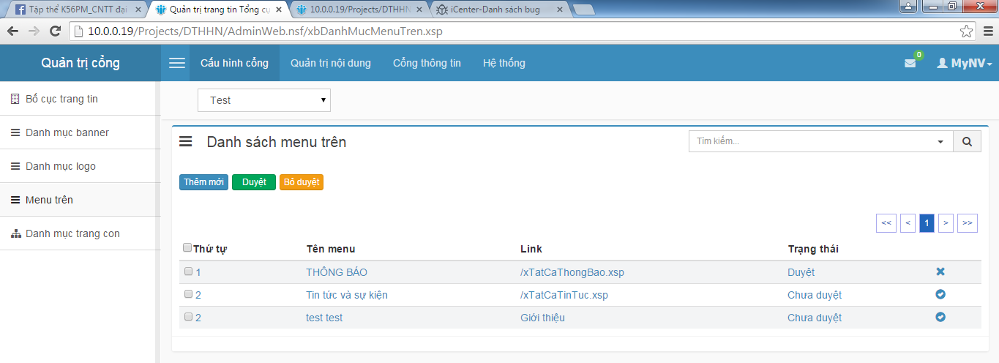 Tập thể K56PM_CNTT đại
Quản trị trang tin Tổng cụ
10.0.0.19/Projects/DTHHN
iCenter-Danh sách bug
10.0.0.19/Projects/DTHHN/AdminWeb.nsf/xbDanhMucMenuTren.xsp
Quản trị cổng
Cấu hình cổng
Quản trị nội dung
Cổng thông tin
Hệ thống
0
MyNV
Bố cục trang tin
Danh mục banner
Danh mục logo
Menu trên
Danh mục trang con
Test
Danh sách menu trên
Tìm kiếm...
Thêm mới Duyệt Bỏ duyệt
<< < 1 > >>
Thứ tự Tên menu Link Trạng thái
1 THÔNG BÁO /xTatCaThongBao.xsp Duyệt
2 Tin tức và sự kiện /xTatCaTinTuc.xsp Chưa duyệt
2 test test Giới thiệu Chưa duyệt